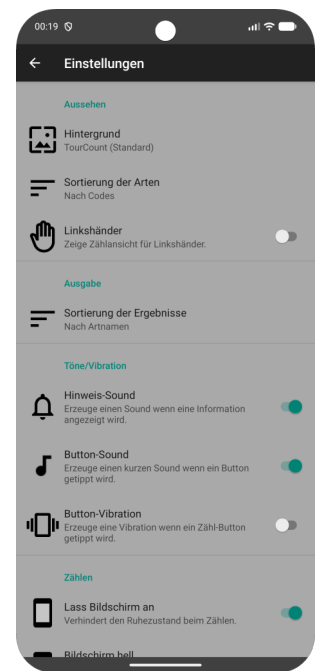 00:19
Einstellungen
Aussehen
Hintergrund
TourCount (Standard)
Sortierung der Arten
Nach Codes
Linkshänder
Zeige Zählansicht für Linkshänder.
Ausgabe
Sortierung der Ergebnisse
Nach Artnamen
Töne/Vibration
Hinweis-Sound
Erzeuge einen Sound wenn eine Information
angezeigt wird.
Button-Sound
Erzeuge einen kurzen Sound wenn ein Button
getippt wird.
Button-Vibration
Erzeuge eine Vibration wenn ein Zähl-Button
getippt wird.
Zählen
Lass Bildschirm an
Verhindert den Ruhezustand beim Zählen.
Bildschirm hell